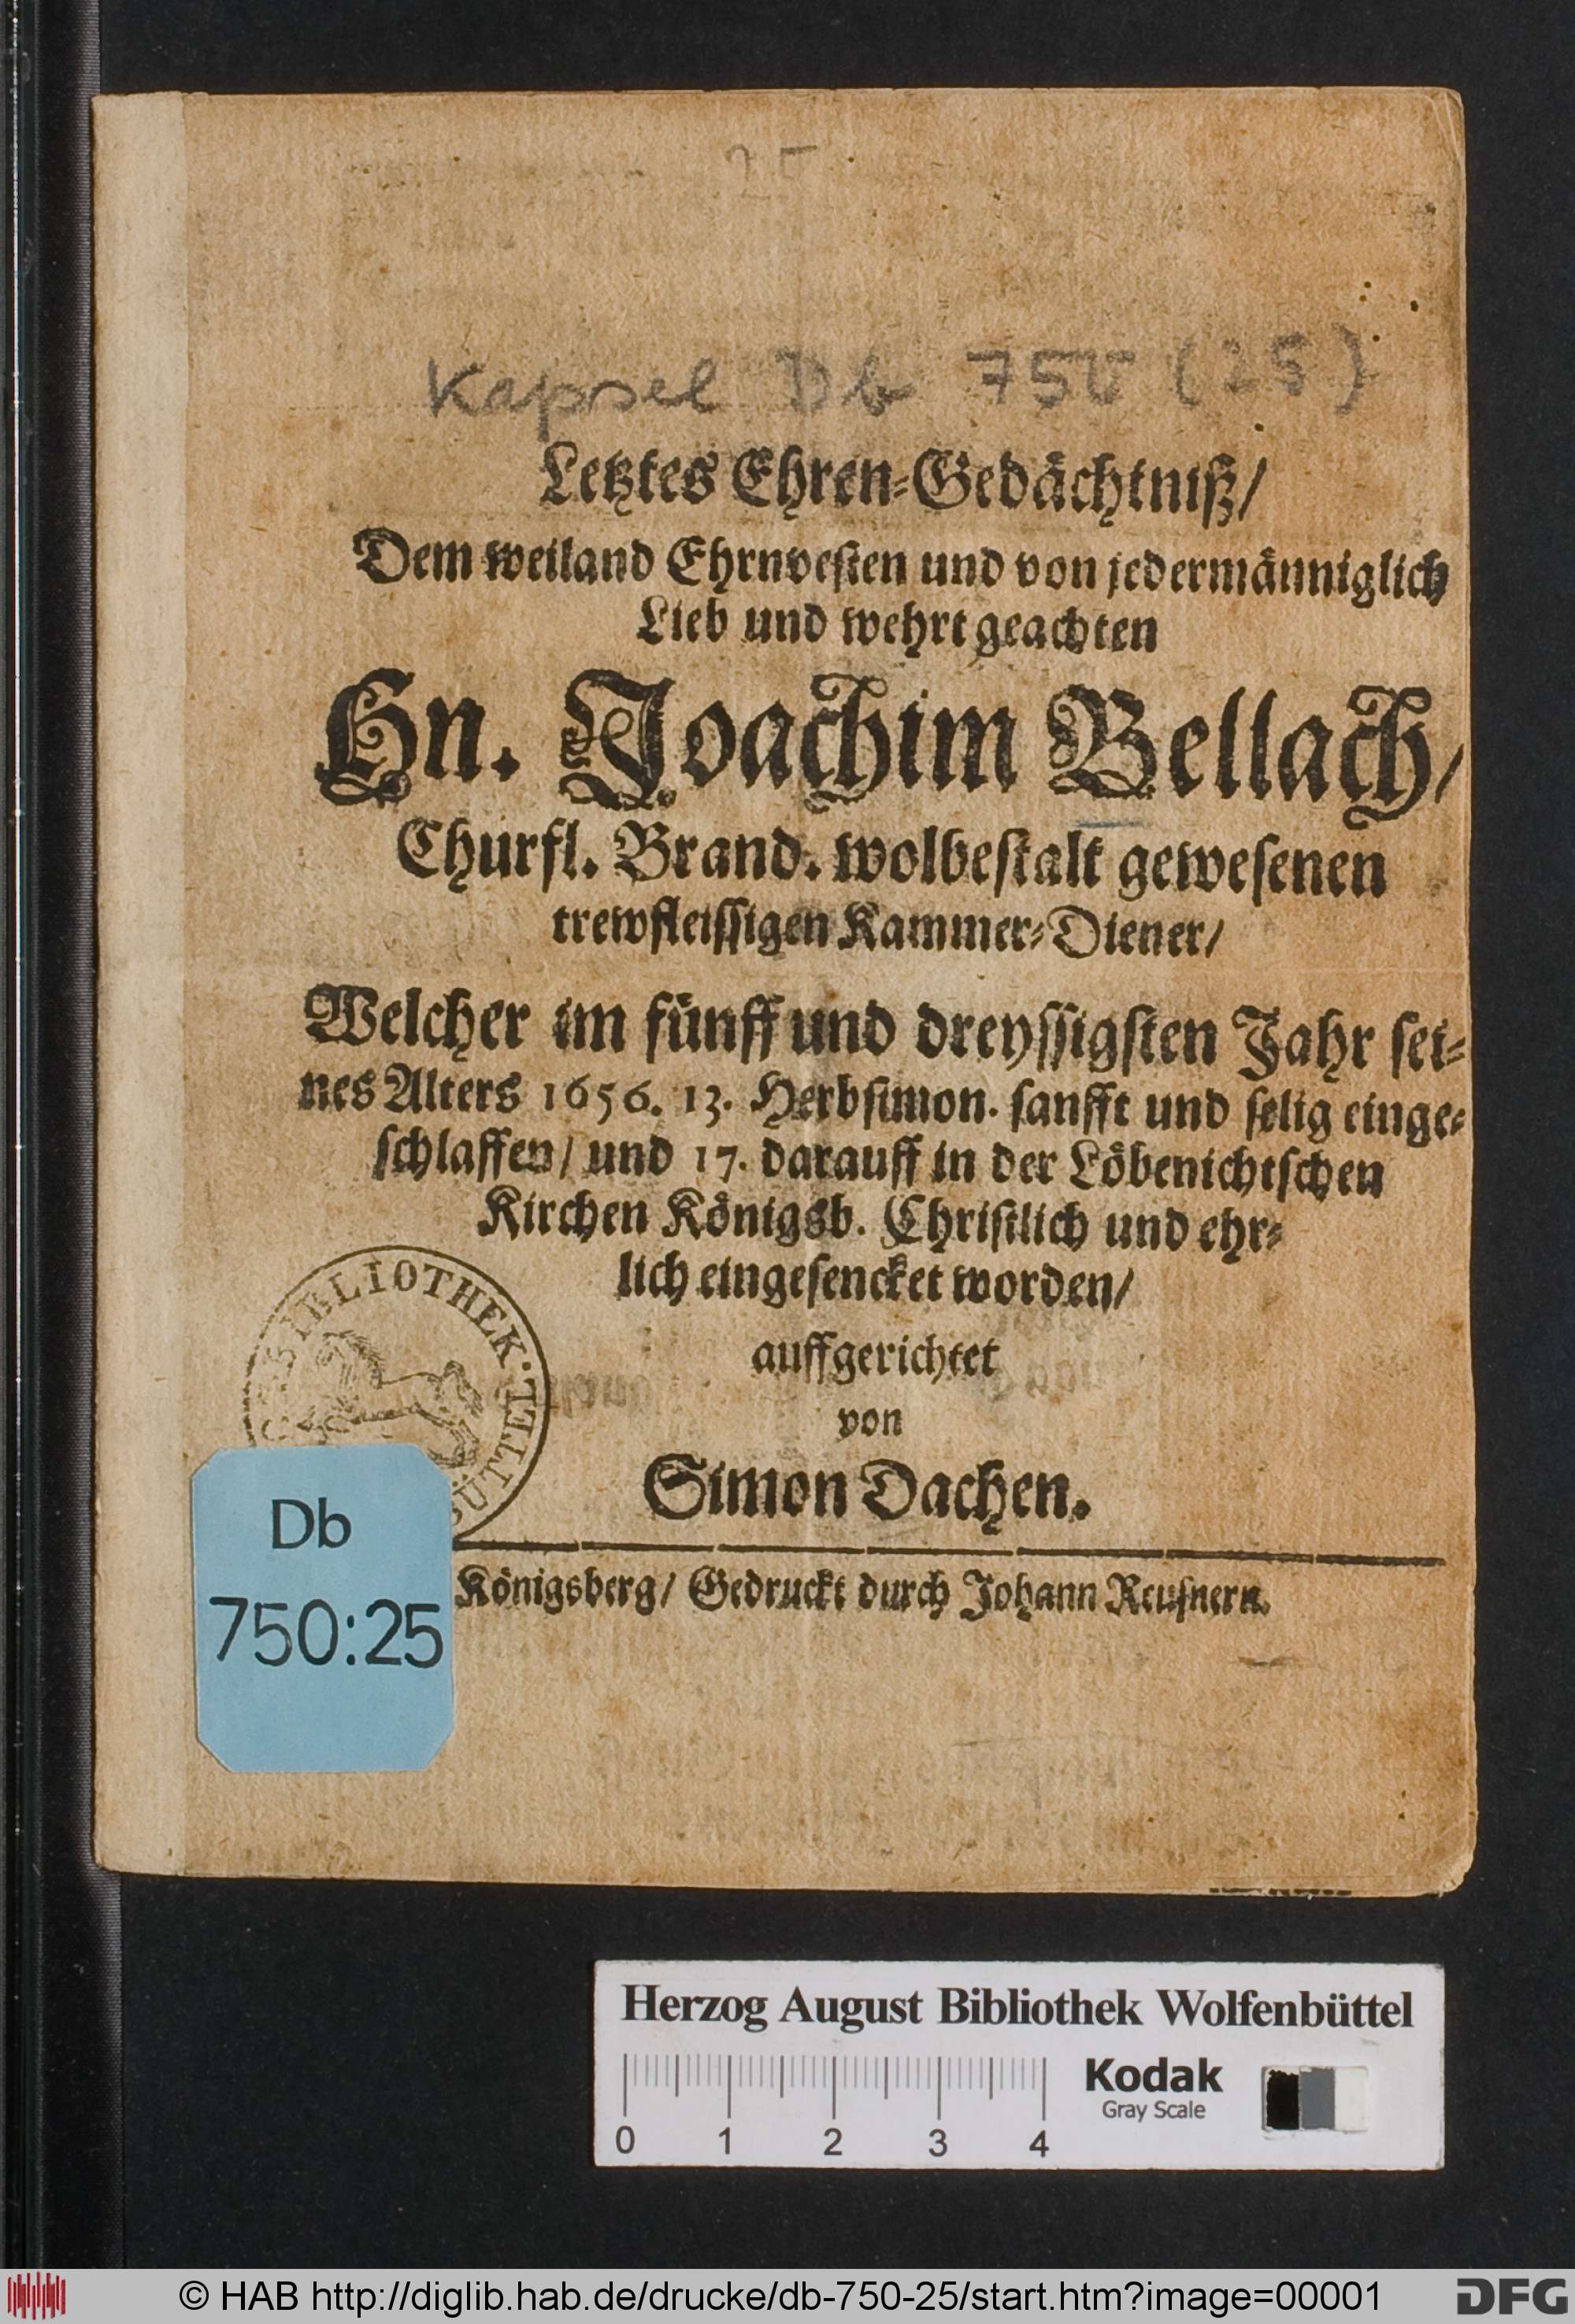 25
Kapsel Db 750 (25)
Letztes Ehren-Gedächtniß/
Dem weiland Ehrnvesten und von jedermänniglich
Lieb und wehrt geachten
Hn. Joachim Bellach/
Churfl. Brand. wolbestalt gewesenen
trewfleissigen Kammer-Diener/
Welcher im fünff und dreyssigsten Jahr sei-
nes Alters 1656. 13. Herbstmon. sanfft und selig einge-
schlaffen/ und 17. darauff in der Löbenichtschen
Kirchen Königsb. Christlich und ehr-
lich eingesencket worden/
auffgerichtet
von
Simon Dachen.
Königsberg/ Gedruckt durch Johann Reusnern.
BIBLIOTHEK.
Db
750:25
Herzog August Bibliothek Wolfenbüttel
0 1 2 3 4
Kodak
Gray Scale
© HAB http://diglib.hab.de/drucke/db-750-25/start.htm?image=00001
DFG